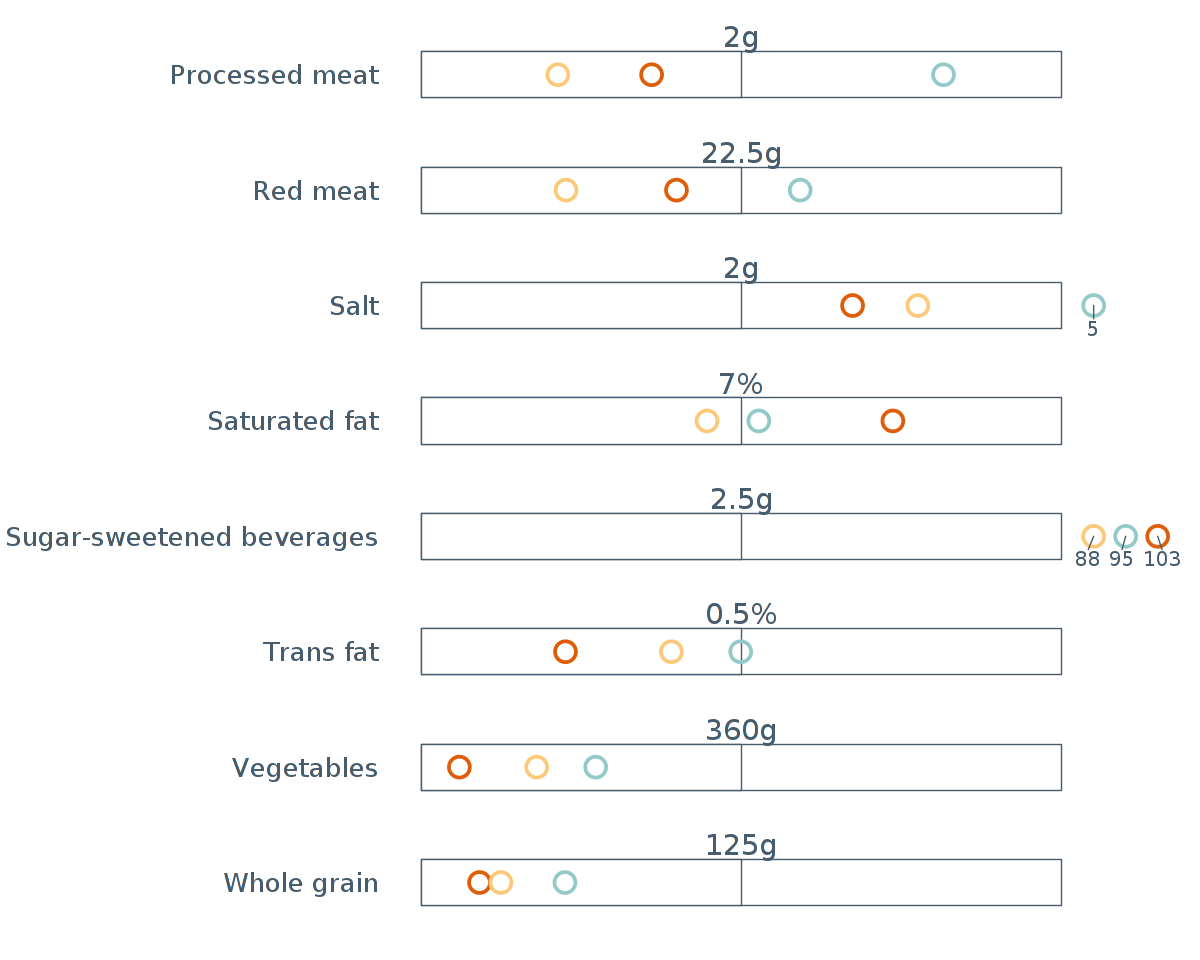 2g
Processed meat
22.5g
Red meat
2g
Salt
5
7%
Saturated fat
2.5g
Sugar-sweetened beverages
88 95 103
0.5%
Trans fat
360g
Vegetables
125g
Whole grain